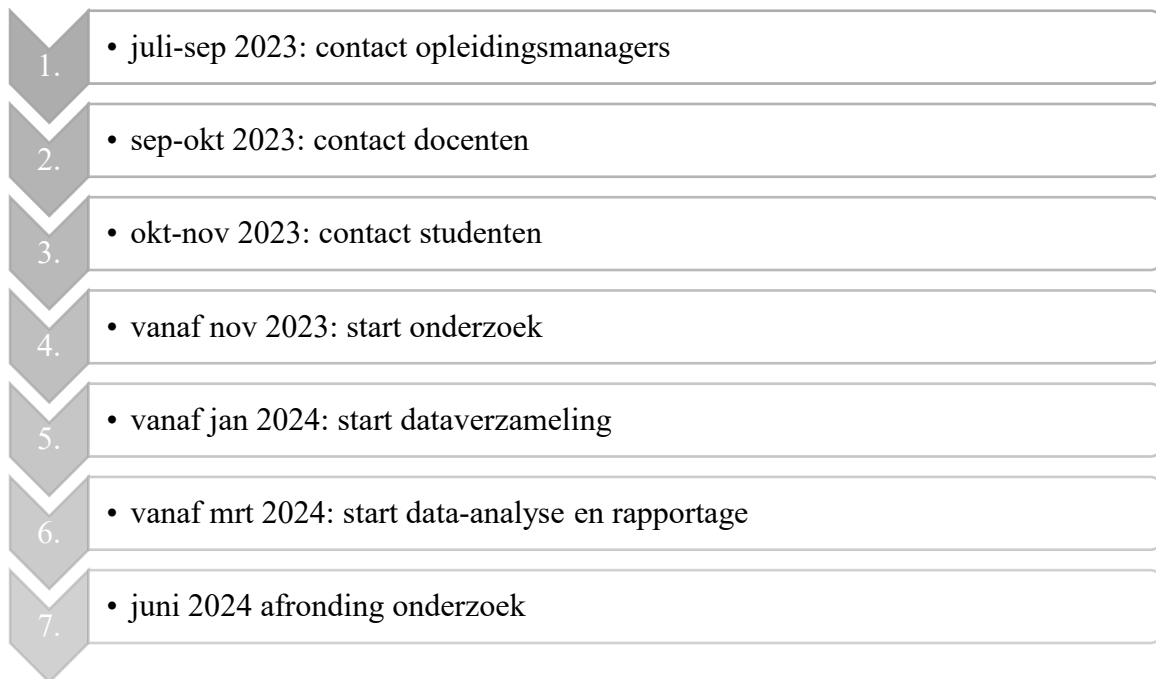 1.
• juli-sep 2023: contact opleidingsmanagers
2.
• sep-okt 2023: contact docenten
3.
• okt-nov 2023: contact studenten
4.
• vanaf nov 2023: start onderzoek
5.
• vanaf jan 2024: start dataverzameling
6.
• vanaf mrt 2024: start data-analyse en rapportage
7.
• juni 2024 afronding onderzoek